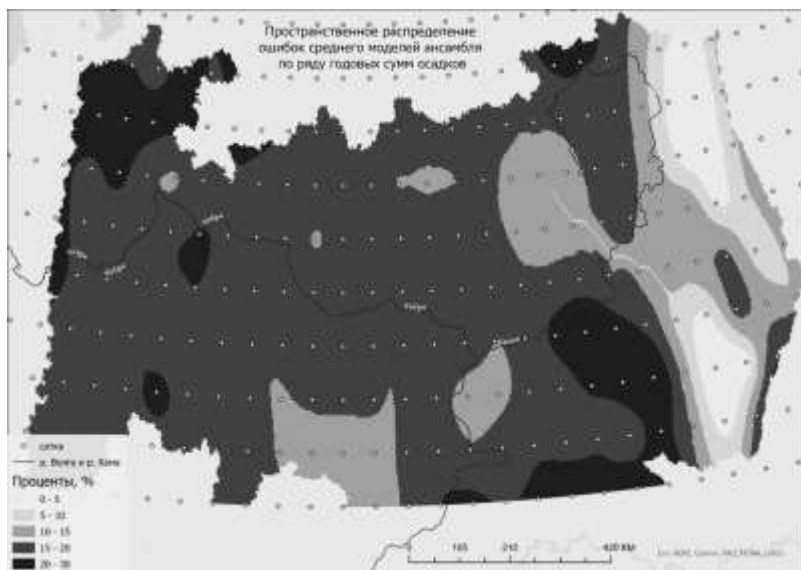 Пространственное распределение
ошибок среднего моделей ансамбля
по ряду годовых сумм осадков
Волга
сетка
р. Волга и р. Кама
Проценты, %
0 - 5
5 - 10
10 - 15
15 - 20
20 - 30
0 105 210 420 КМ